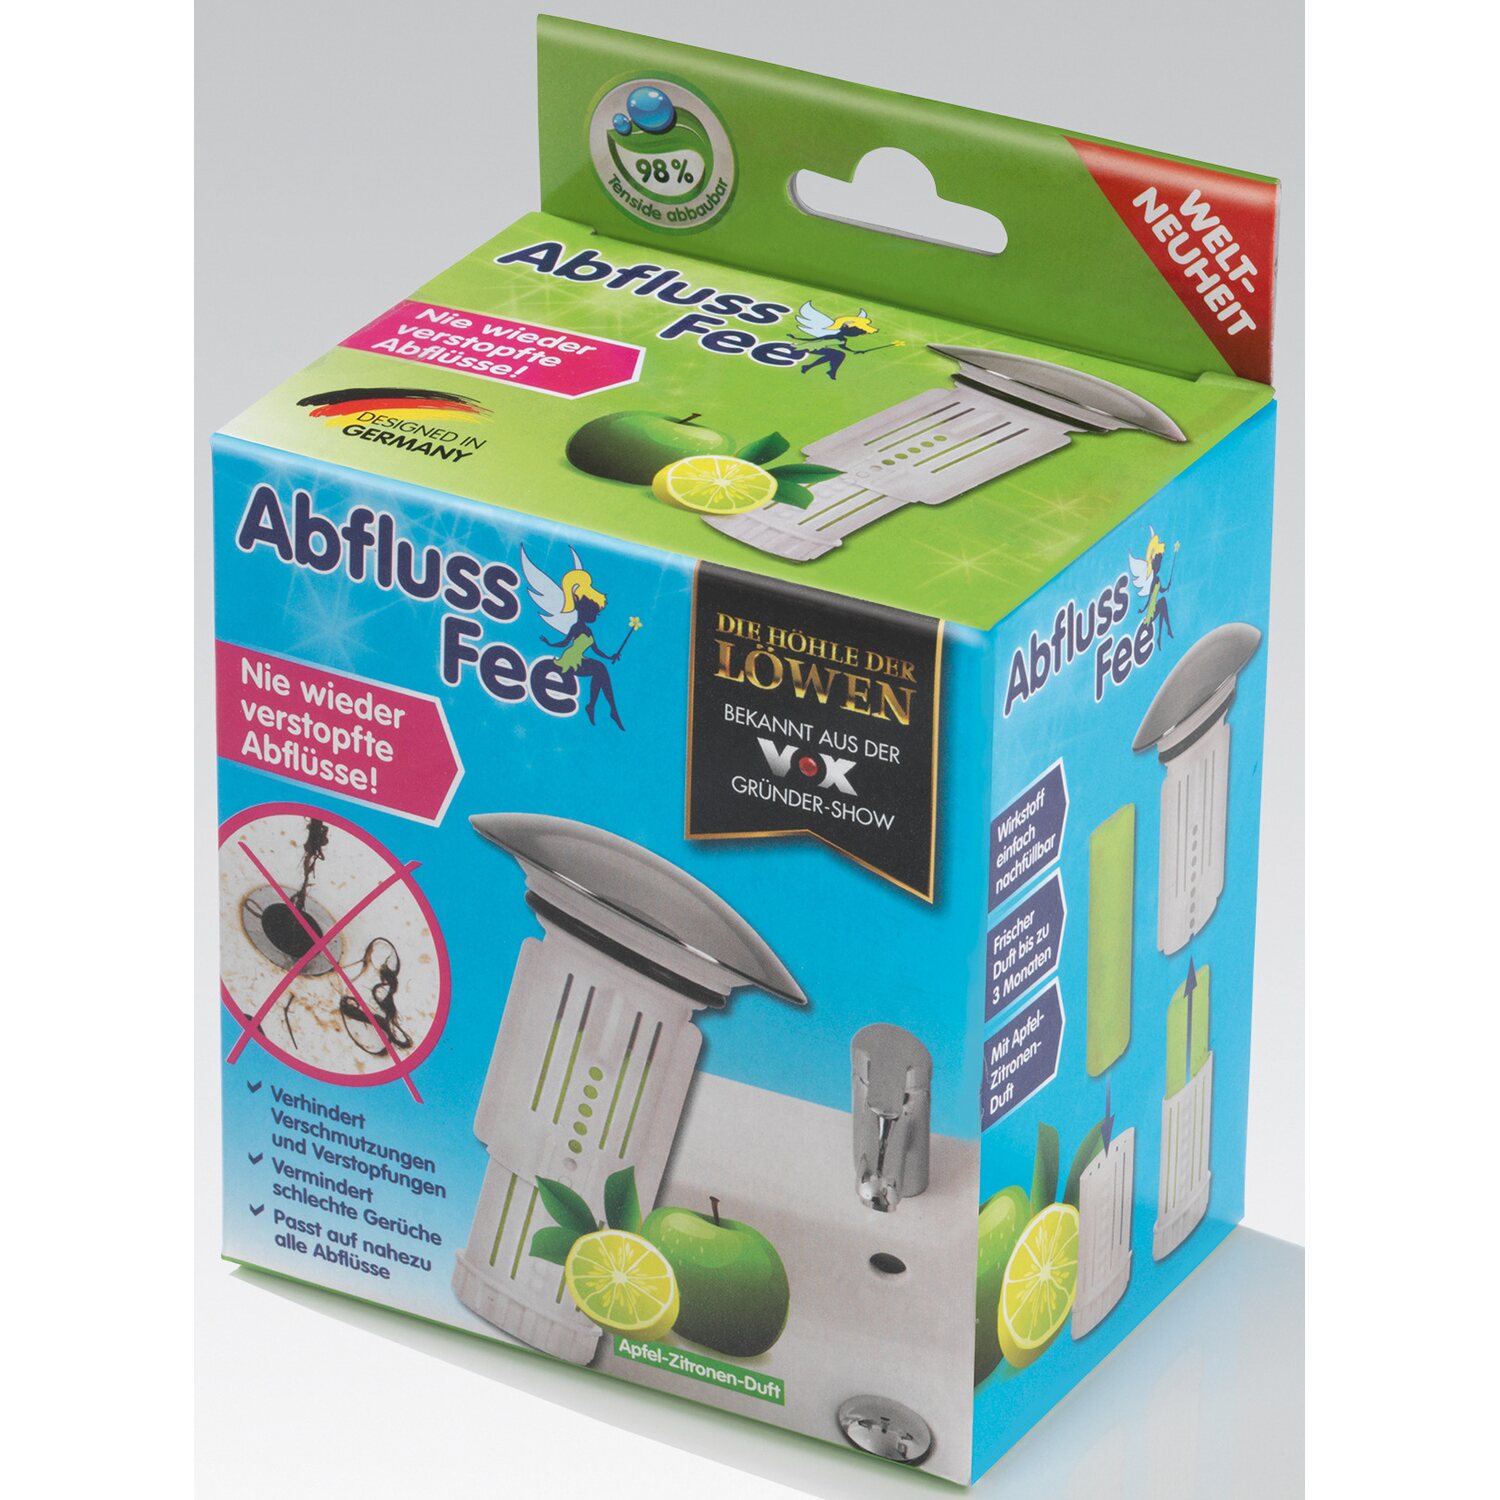 98%
Tenside abbaubar
WELT-
NEUHEIT
Abfluss
Fee
Nie wieder
verstopfte
Abflüsse!
DESIGNED IN
GERMANY
Abfluss
Fee
Nie wieder
verstopfte
Abflüsse!
DIE HÖHLE DER
LÖWEN
BEKANNT AUS DER
VOX
GRÜNDER-SHOW
Verhindert
Verschmutzungen
und Verstopfungen
Vermindert
schlechte Gerüche
Passt auf nahezu
alle Abflüsse
Apfel-Zitronen-Duft
Abfluss
Fee
Wirkstoff
einfach
nachfüllbar
Frischer
Duft bis zu
3 Monaten
Mit Apfel-
Zitronen-
Duft